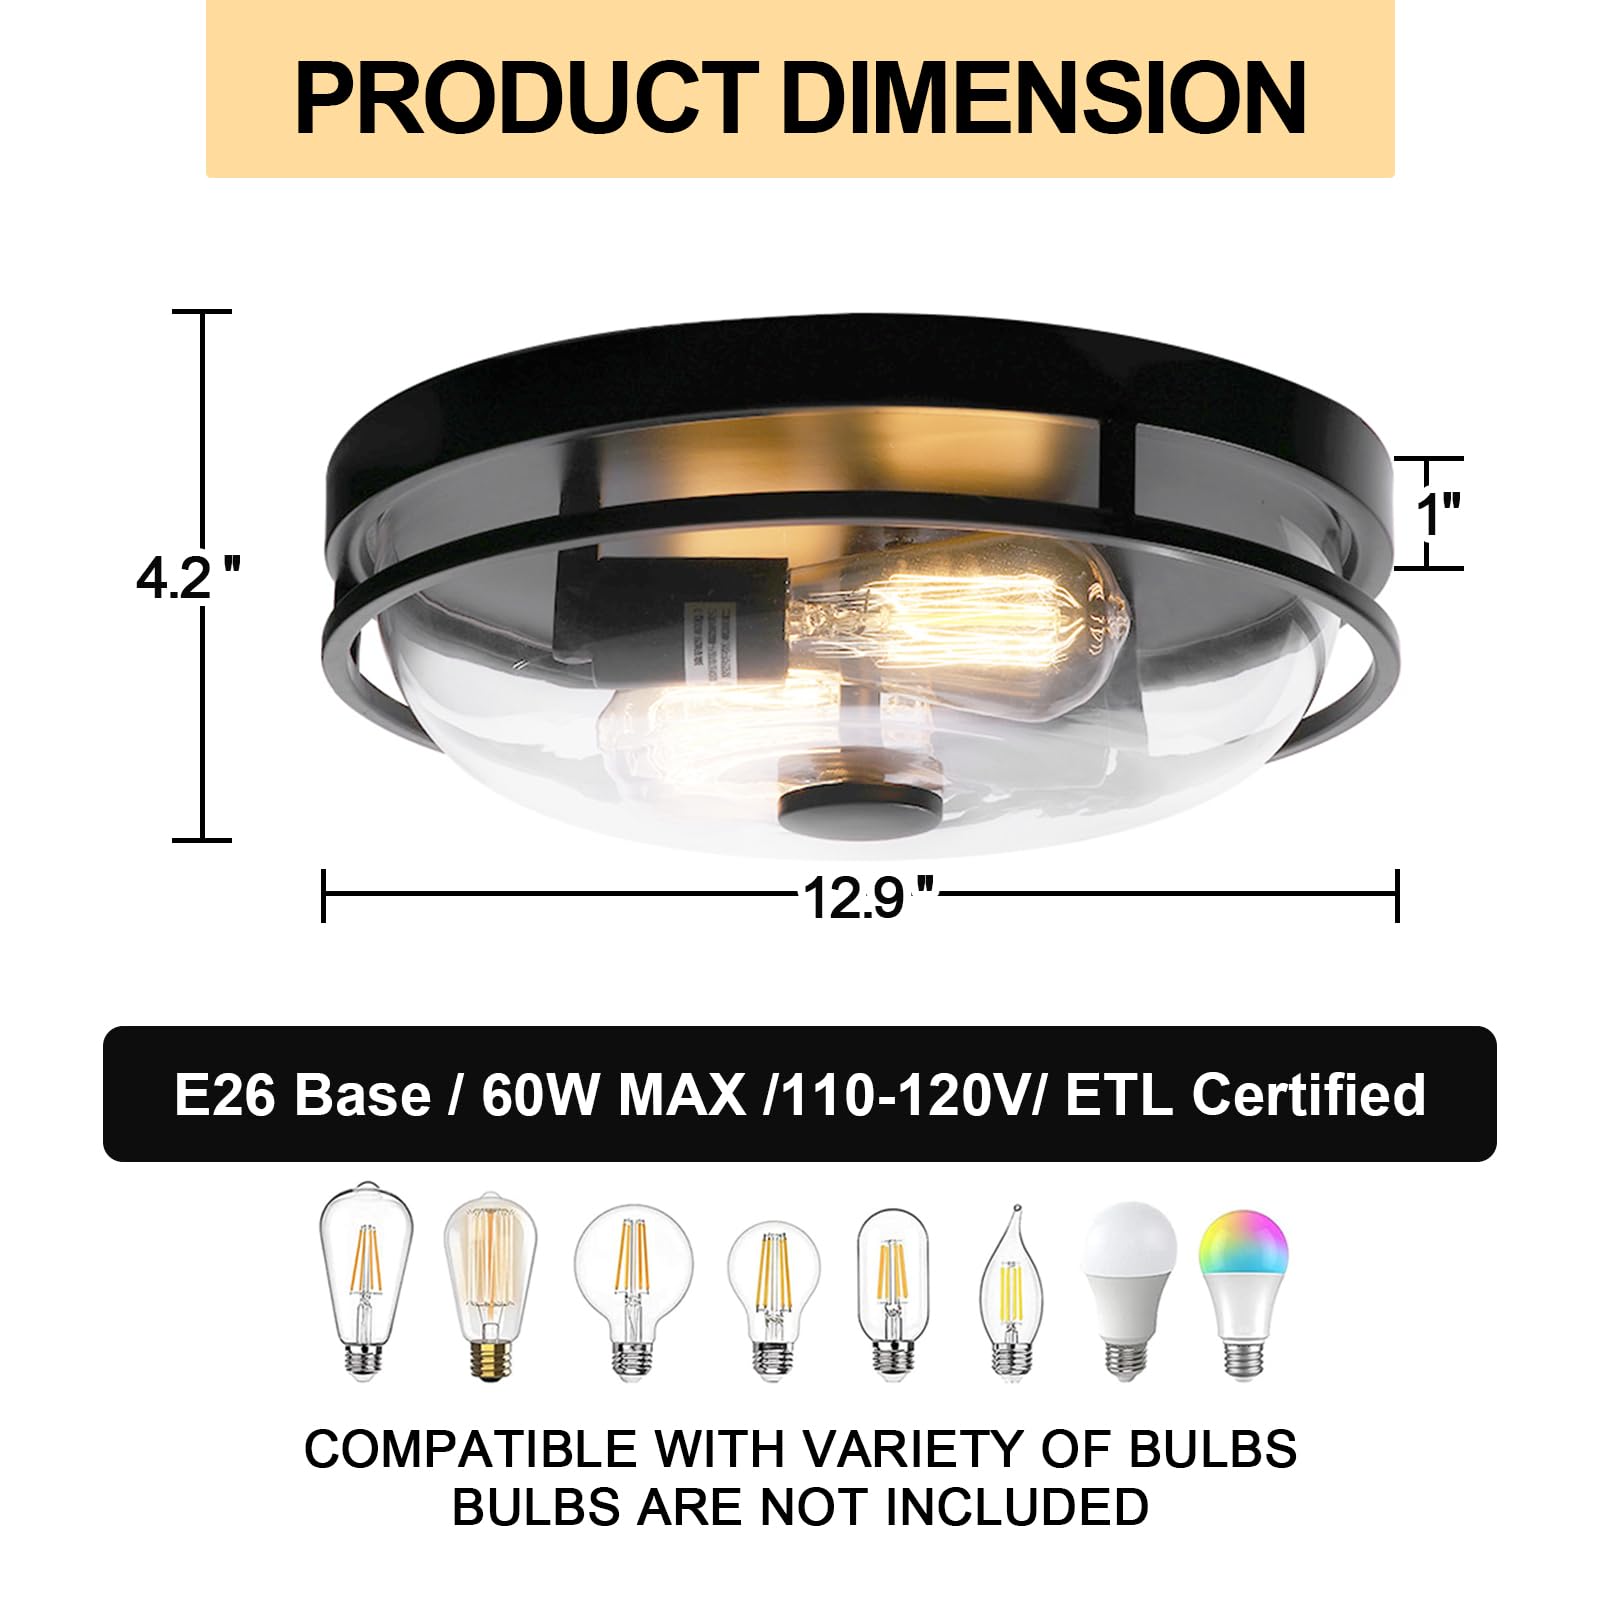 PRODUCT DIMENSION
4.2"
1"
12.9"
E26 Base / 60W MAX /110-120V/ ETL Certified
COMPATIBLE WITH VARIETY OF BULBS
BULBS ARE NOT INCLUDED